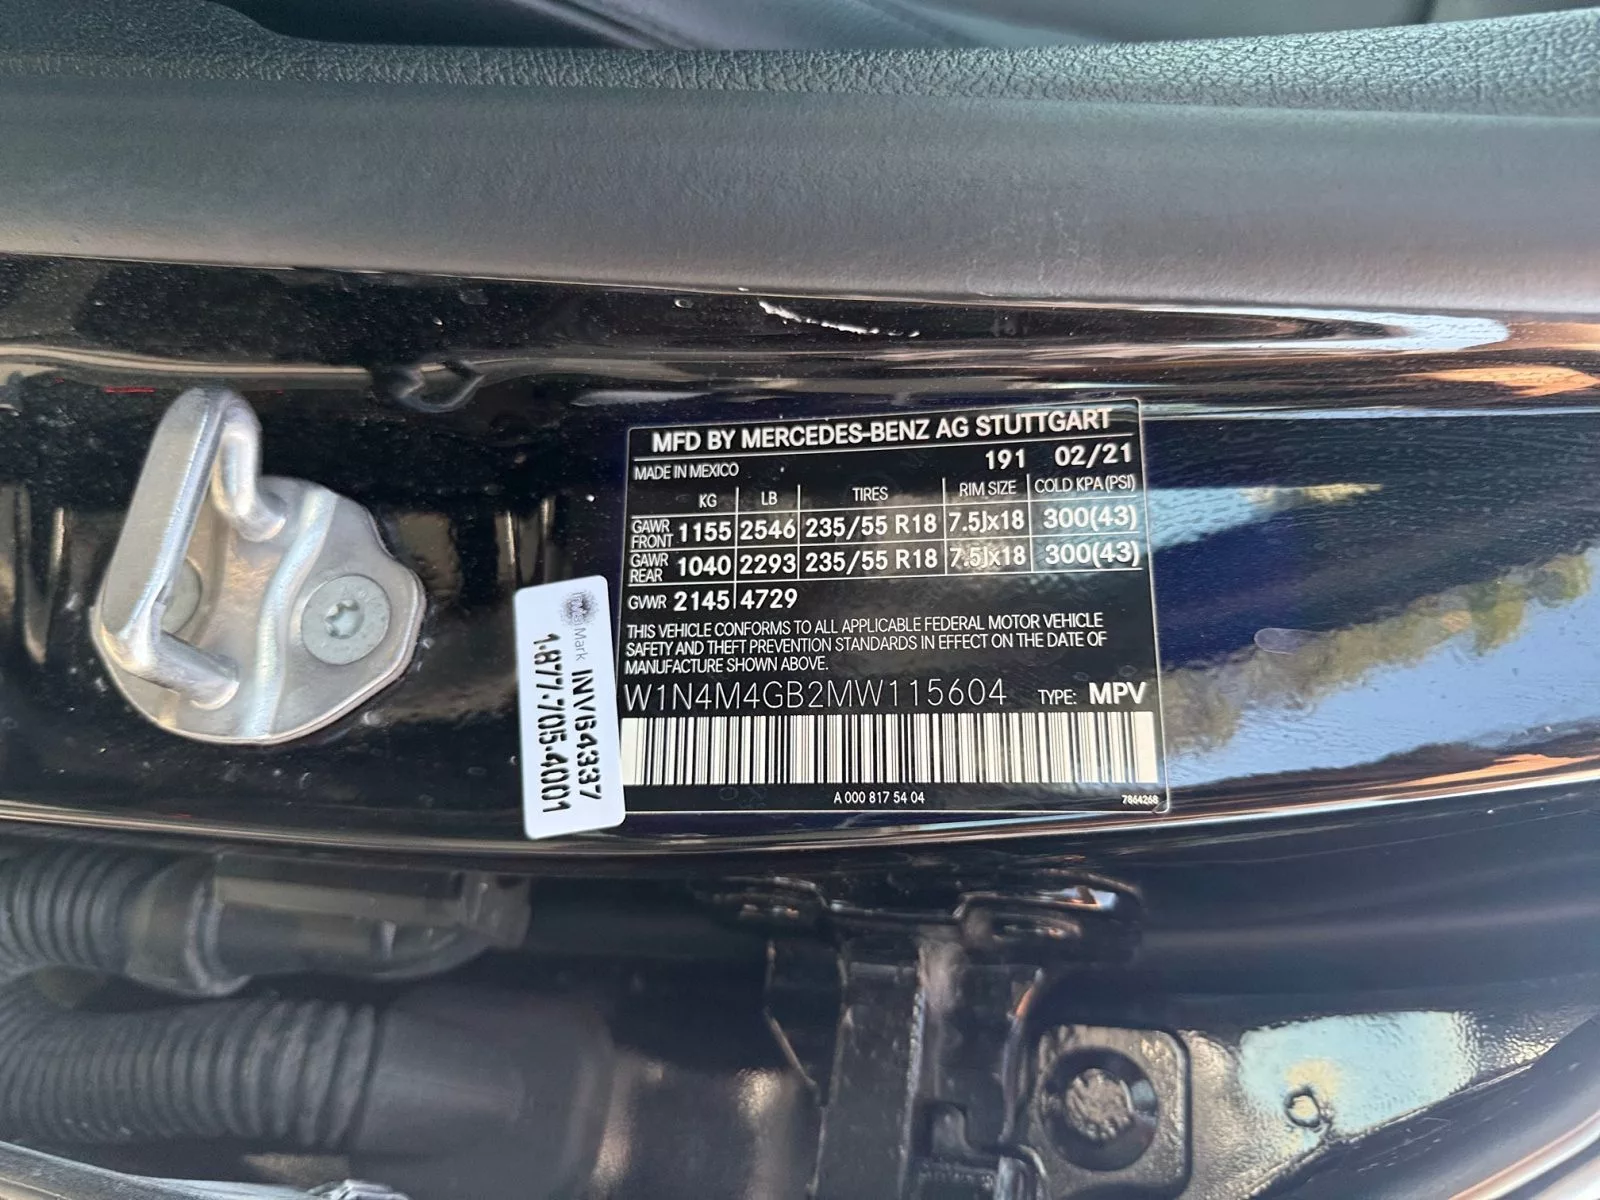 MFD BY MERCEDES-BENZ AG STUTTGART
MADE IN MEXICO 191 02/21
KG LB TIRES RIM SIZE COLD KPA (PSI)
GAWR FRONT 1155 2546 235/55 R18 7.5Jx18 300(43)
GAWR REAR 1040 2293 235/55 R18 7.5Jx18 300(43)
GVWR 2145 4729
THIS VEHICLE CONFORMS TO ALL APPLICABLE FEDERAL MOTOR VEHICLE
SAFETY AND THEFT PREVENTION STANDARDS IN EFFECT ON THE DATE OF
MANUFACTURE SHOWN ABOVE.
W1N4M4GB2MW115604 TYPE: MPV
A 000 817 54 04 7864268
Mark INV64337
1-877-705-4001